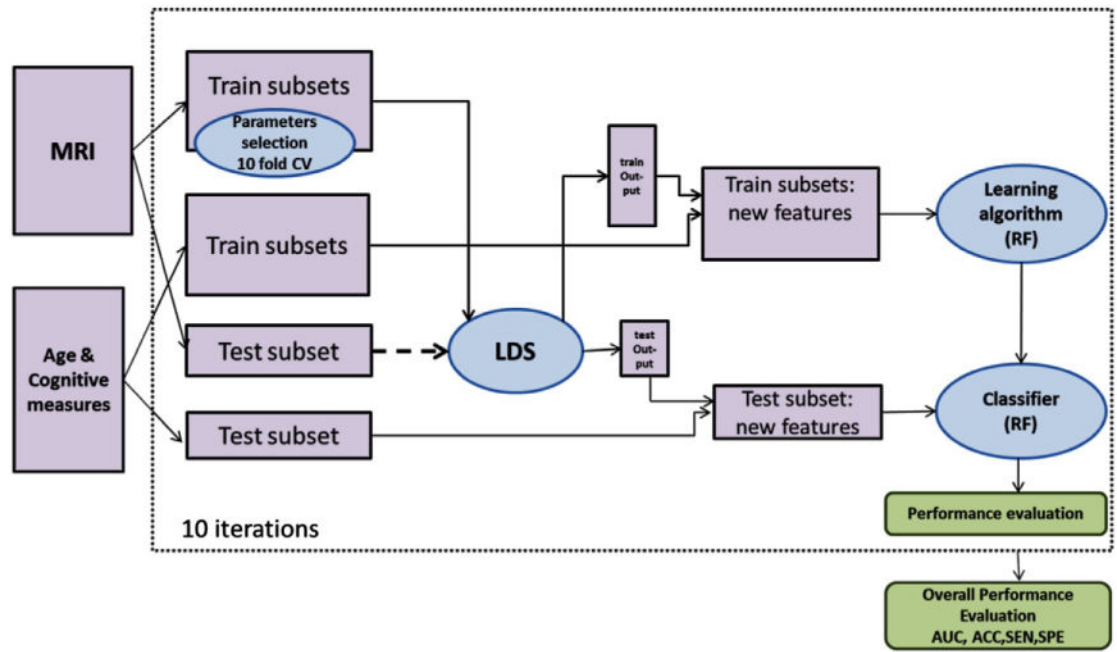 MRI
Age &
Cognitive
measures
Train subsets
Parameters
selection
10 fold CV
Train subsets
Test subset
Test subset
LDS
train
Out-
put
test
Out-
put
Train subsets:
new features
Test subset:
new features
Learning
algorithm
(RF)
Classifier
(RF)
Performance evaluation
10 iterations
Overall Performance
Evaluation
AUC, ACC,SEN,SPE